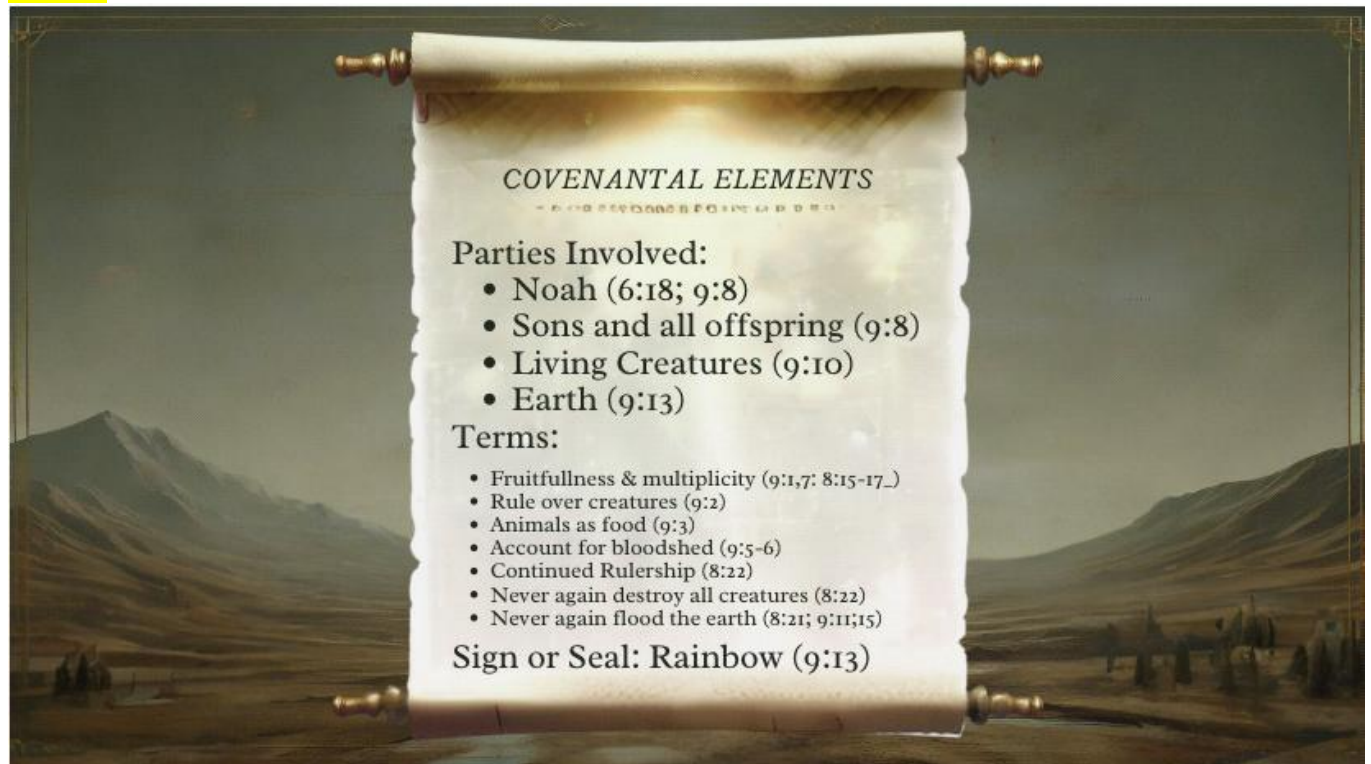 COVENANTAL ELEMENTS
Parties Involved:
• Noah (6:18; 9:8)
• Sons and all offspring (9:8)
• Living Creatures (9:10)
• Earth (9:13)
Terms:
• Fruitfullness & multiplicity (9:1,7: 8:15-17_)
• Rule over creatures (9:2)
• Animals as food (9:3)
• Account for bloodshed (9:5-6)
• Continued Rulership (8:22)
• Never again destroy all creatures (8:22)
• Never again flood the earth (8:21; 9:11;15)
Sign or Seal: Rainbow (9:13)